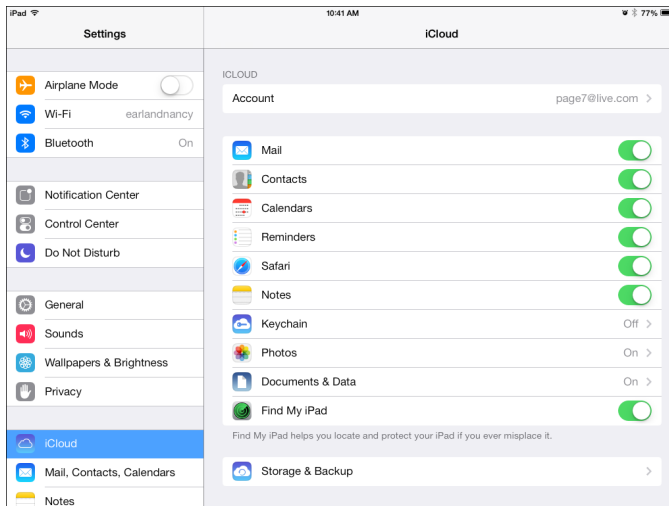 iPad 10:41 AM 77%
Settings
iCloud
Airplane Mode
Wi-Fi earlandnancy
Bluetooth On
Notification Center
Control Center
Do Not Disturb
General
Sounds
Wallpapers & Brightness
Privacy
iCloud
Mail, Contacts, Calendars
Notes
ICLOUD
Account page7@live.com
Mail
Contacts
Calendars
Reminders
Safari
Notes
Keychain Off
Photos On
Documents & Data On
Find My iPad
Find My iPad helps you locate and protect your iPad if you ever misplace it.
Storage & Backup